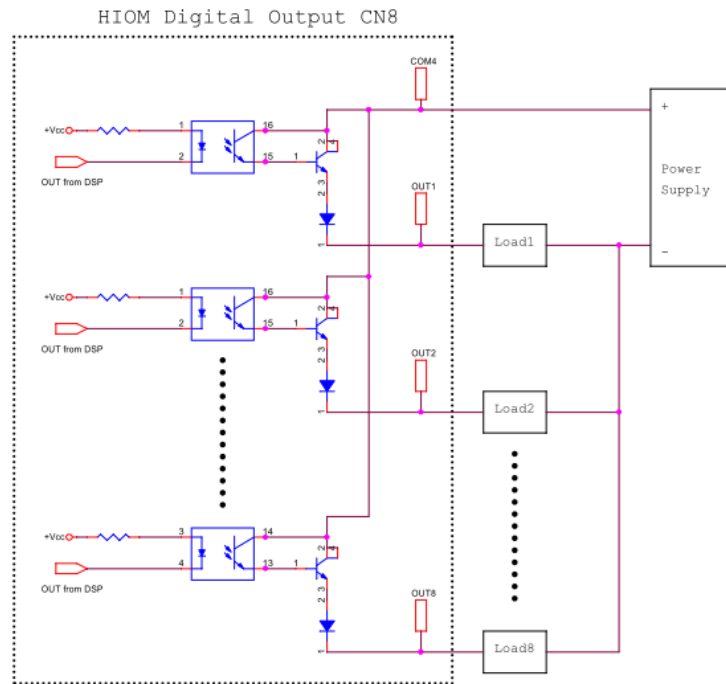 HIOM Digital Output CN8
COM4
+Vcc
1
16
2
4
+
2
15
1
OUT from DSP
3
Power
Supply
2
OUT1
1
Load1
-
+Vcc
1
16
2
4
2
15
1
OUT from DSP
3
2
OUT2
1
Load2
+Vcc
3
14
2
4
4
13
1
OUT from DSP
3
2
OUT8
1
Load8